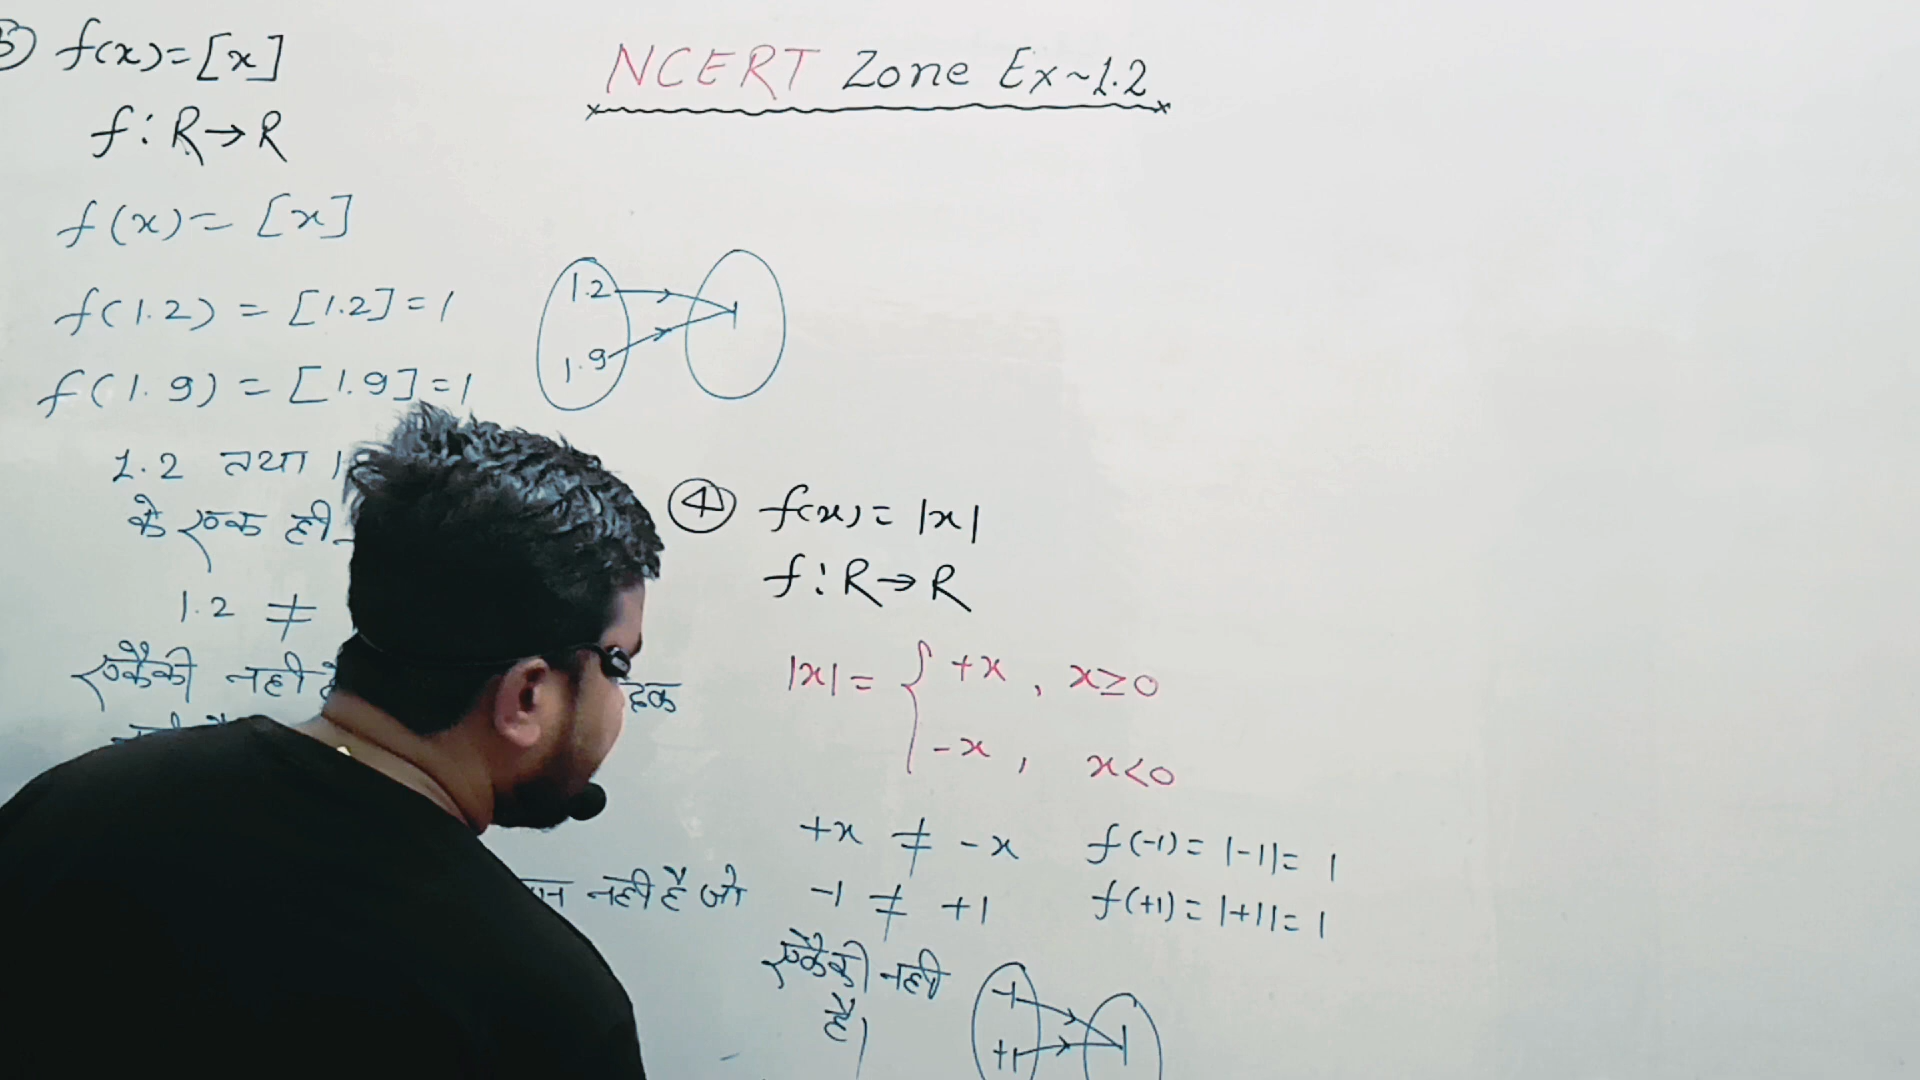 NCERT Zone Ex~1.2
f(x)=[x]
f:R→R
f(x)=[x]
f(1.2)=[1.2]=1
f(1.9)=[1.9]=1
1.2 तथा
के एक ही
1.2 ≠
एकैकी नही
नही है जो
1.2
1.9
1
④ f(x)=|x|
f:R→R
|x|={+x, x≥0
-x, x<0
+x ≠ -x f(-1)=|-1|=1
-1 ≠ +1 f(+1)=|+1|=1
एकैकी नही
है।
-1
+1
1